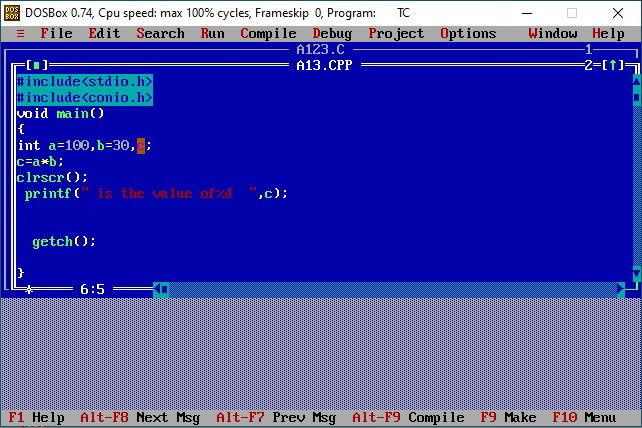 DOSBox 0.74, Cpu speed: max 100% cycles, Frameskip 0, Program: TC
≡ File Edit Search Run Compile Debug Project Options Window Help
A123.C 1
[■] A13.CPP 2=[↑]
#include<stdio.h>
#include<conio.h>
void main()
{
int a=100,b=30,c;
c=a*b;
clrscr();
printf(" is the value of%d  ",c);
getch();
}
6:5
F1 Help Alt-F8 Next Msg Alt-F7 Prev Msg Alt-F9 Compile F9 Make F10 Menu